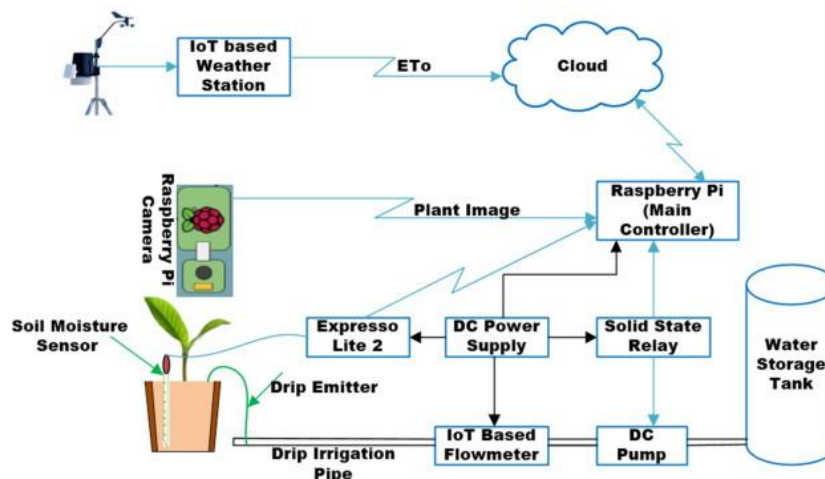 IoT based
Weather
Station
ETo
Cloud
Raspberry Pi
Camera
Plant Image
Raspberry Pi
(Main
Controller)
Soil Moisture
Sensor
Expresso
Lite 2
DC Power
Supply
Solid State
Relay
Water
Storage
Tank
Drip Emitter
Drip Irrigation
Pipe
IoT Based
Flowmeter
DC
Pump